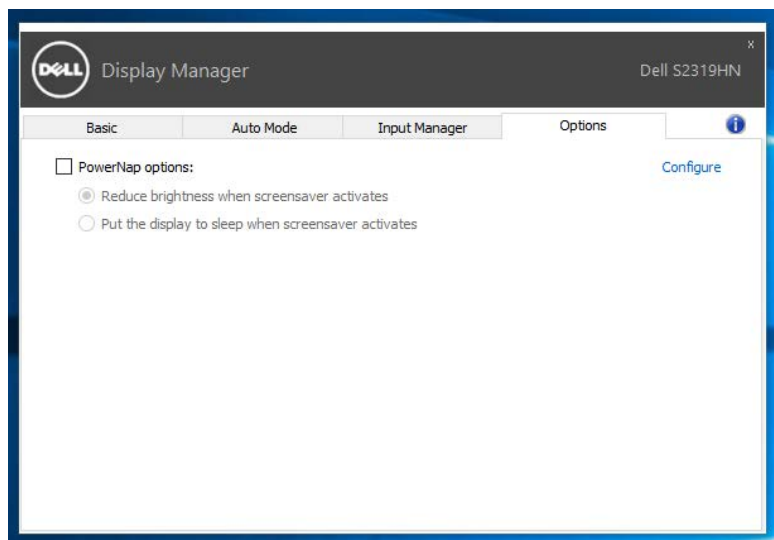 x
DELL Display Manager Dell S2319HN
Basic Auto Mode Input Manager Options i
PowerNap options: Configure
Reduce brightness when screensaver activates
Put the display to sleep when screensaver activates